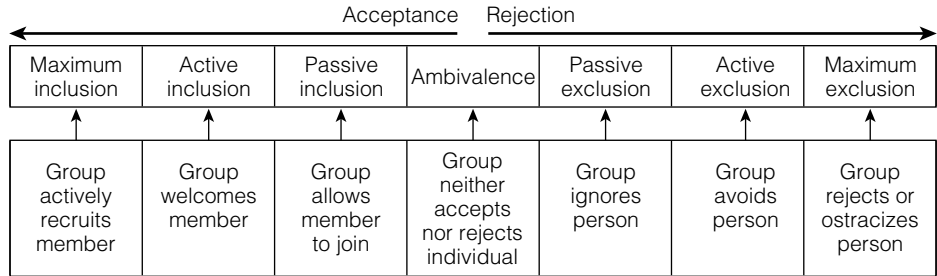 Acceptance Rejection
Maximum
inclusion
Active
inclusion
Passive
inclusion
Ambivalence
Passive
exclusion
Active
exclusion
Maximum
exclusion
Group
actively
recruits
member
Group
welcomes
member
Group
allows
member
to join
Group
neither
accepts
nor rejects
individual
Group
ignores
person
Group
avoids
person
Group
rejects or
ostracizes
person